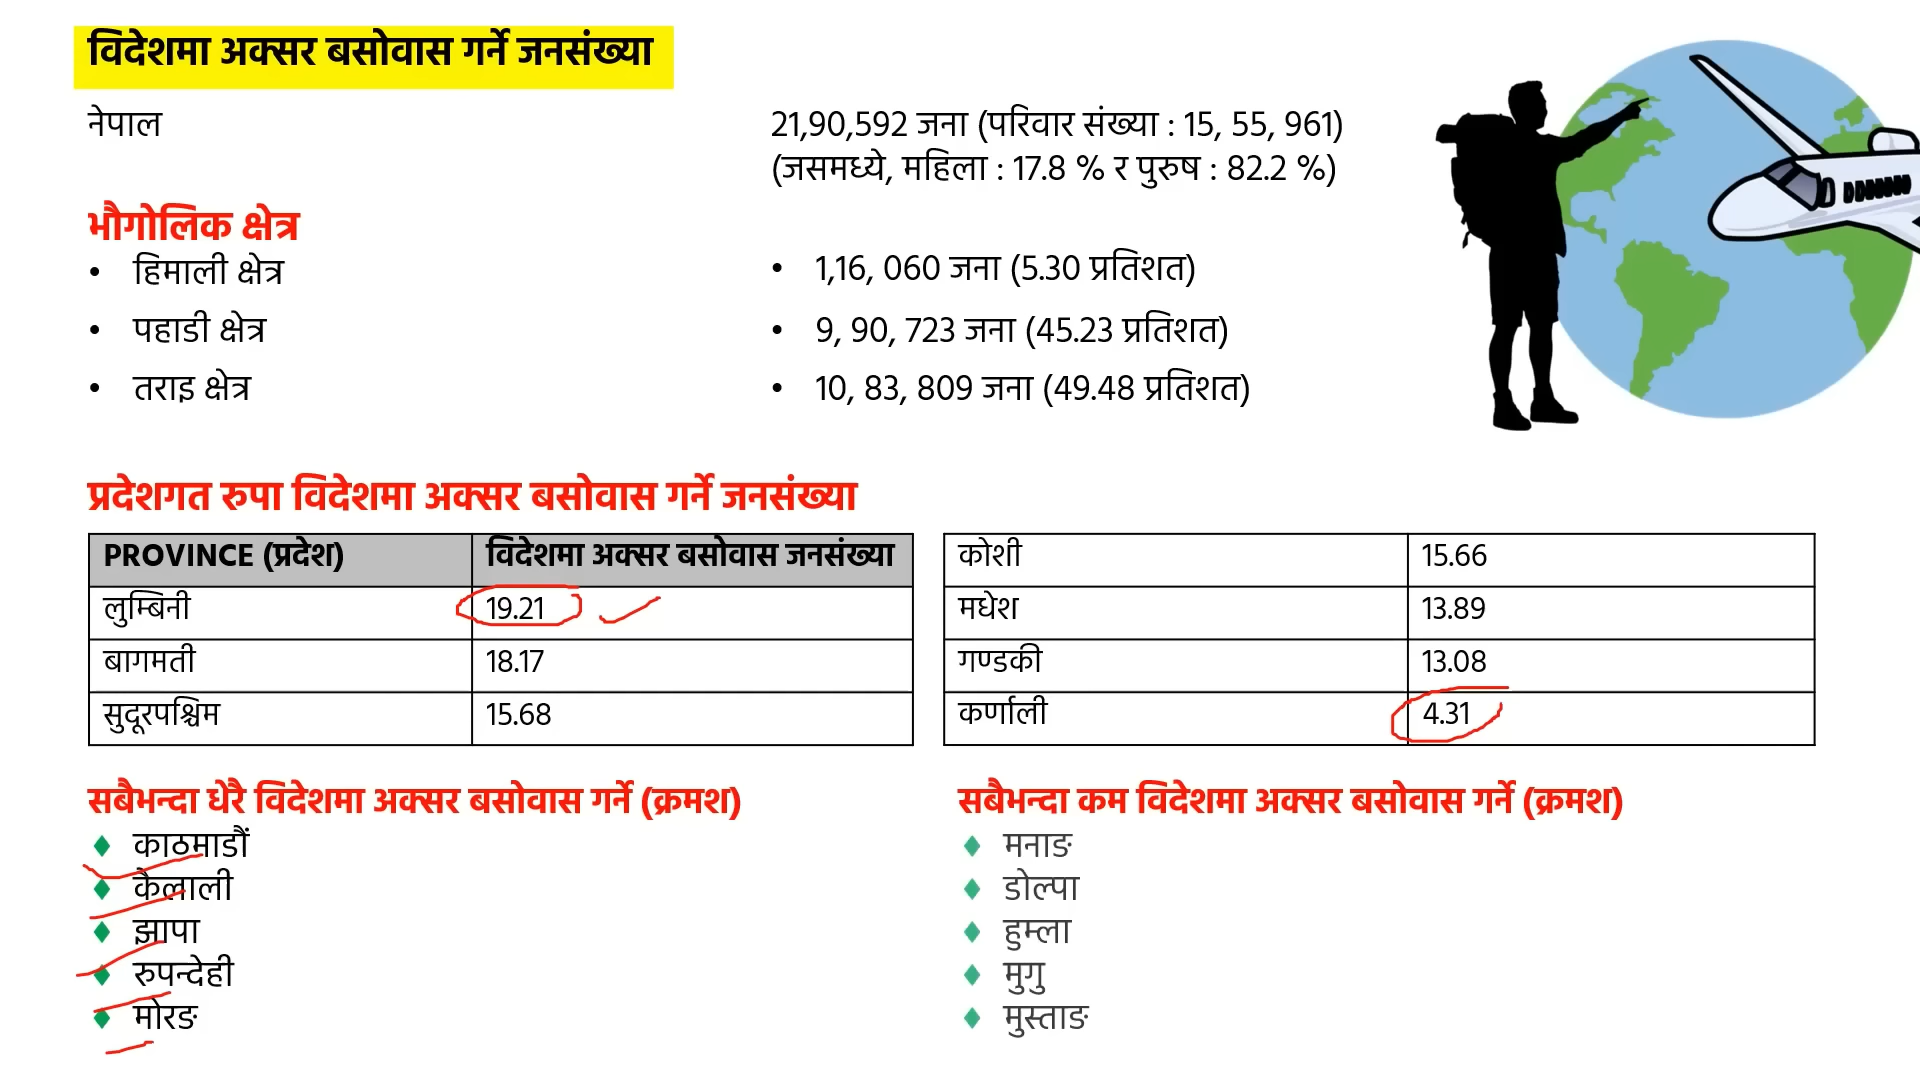 विदेशमा अक्सर बसोवास गर्ने जनसंख्या
नेपाल
21,90,592 जना (परिवार संख्या : 15, 55, 961)
(जसमध्ये, महिला : 17.8 % र पुरुष : 82.2 %)
भौगोलिक क्षेत्र
• हिमाली क्षेत्र
• 1,16, 060 जना (5.30 प्रतिशत)
• पहाडी क्षेत्र
• 9, 90, 723 जना (45.23 प्रतिशत)
• तराइ क्षेत्र
• 10, 83, 809 जना (49.48 प्रतिशत)
प्रदेशगत रुपा विदेशमा अक्सर बसोवास गर्ने जनसंख्या
PROVINCE (प्रदेश) विदेशमा अक्सर बसोवास जनसंख्या
लुम्बिनी 19.21
बागमती 18.17
सुदूरपश्चिम 15.68
कोशी 15.66
मधेश 13.89
गण्डकी 13.08
कर्णाली 4.31
सबैभन्दा धेरै विदेशमा अक्सर बसोवास गर्ने (क्रमश)
काठमाडौं
कैलाली
झापा
रुपन्देही
मोरङ
सबैभन्दा कम विदेशमा अक्सर बसोवास गर्ने (क्रमश)
मनाङ
डोल्पा
हुम्ला
मुगु
मुस्ताङ